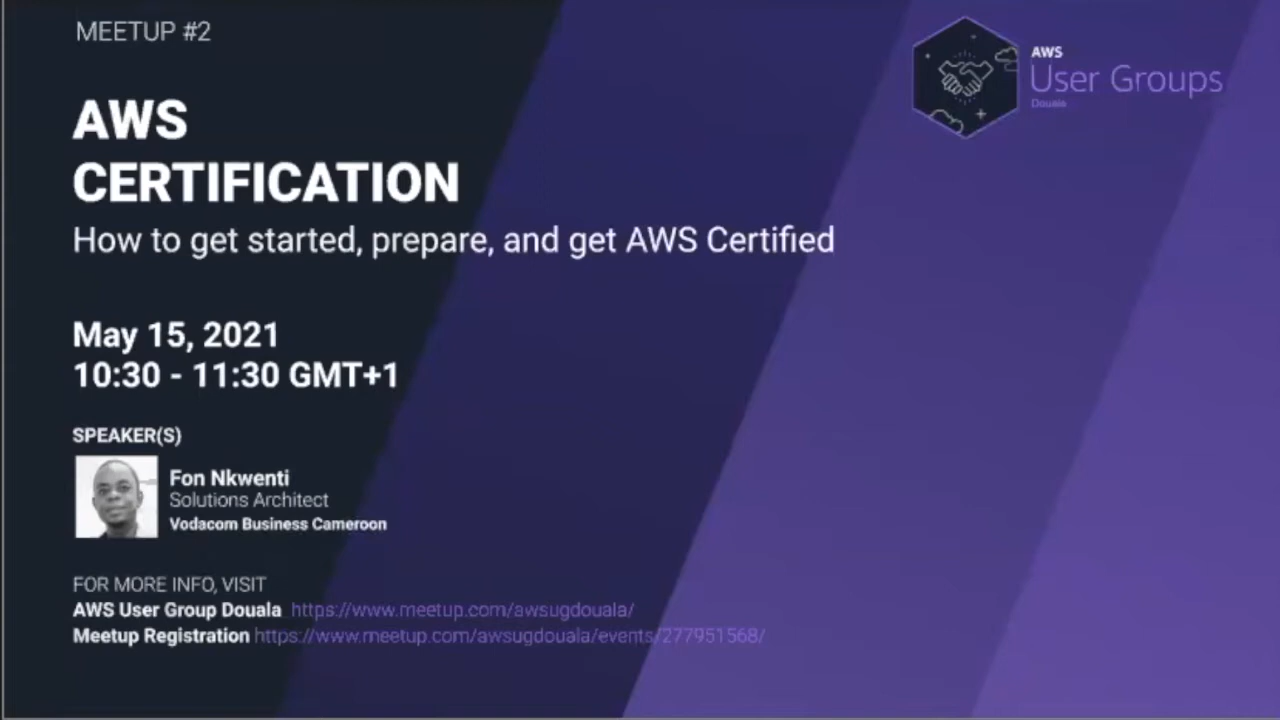 MEETUP #2
AWS
User Groups
Douala
AWS
CERTIFICATION
How to get started, prepare, and get AWS Certified
May 15, 2021
10:30 - 11:30 GMT+1
SPEAKER(S)
Fon Nkwenti
Solutions Architect
Vodacom Business Cameroon
FOR MORE INFO, VISIT
AWS User Group Douala https://www.meetup.com/awsugdouala/
Meetup Registration https://www.meetup.com/awsugdouala/events/277951568/